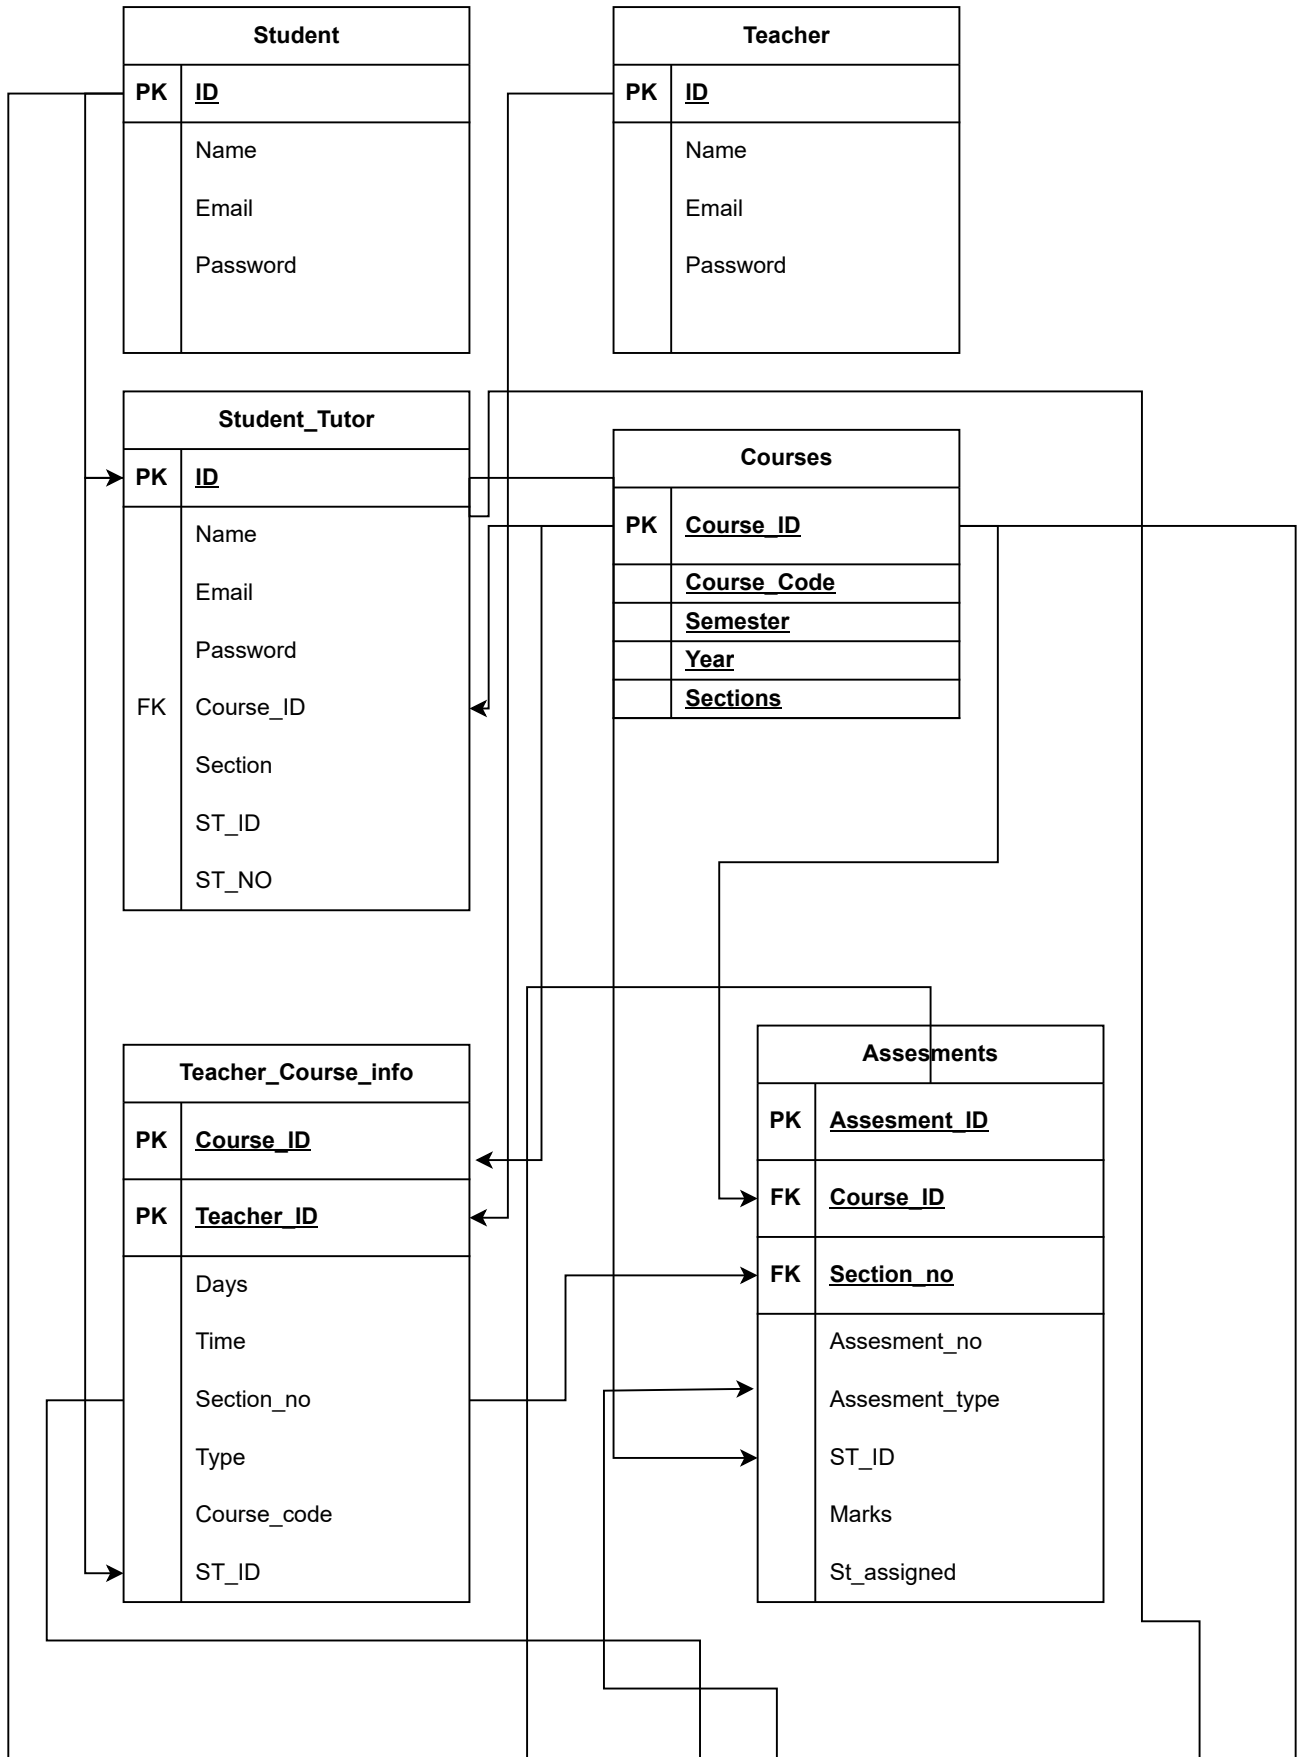 Student
PK ID
Name
Email
Password
Teacher
PK ID
Name
Email
Password
Student_Tutor
PK ID
Name
Email
Password
FK Course_ID
Section
ST_ID
ST_NO
Courses
PK Course_ID
Course_Code
Semester
Year
Sections
Teacher_Course_info
PK Course_ID
PK Teacher_ID
Days
Time
Section_no
Type
Course_code
ST_ID
Assesments
PK Assesment_ID
FK Course_ID
FK Section_no
Assesment_no
Assesment_type
ST_ID
Marks
St_assigned